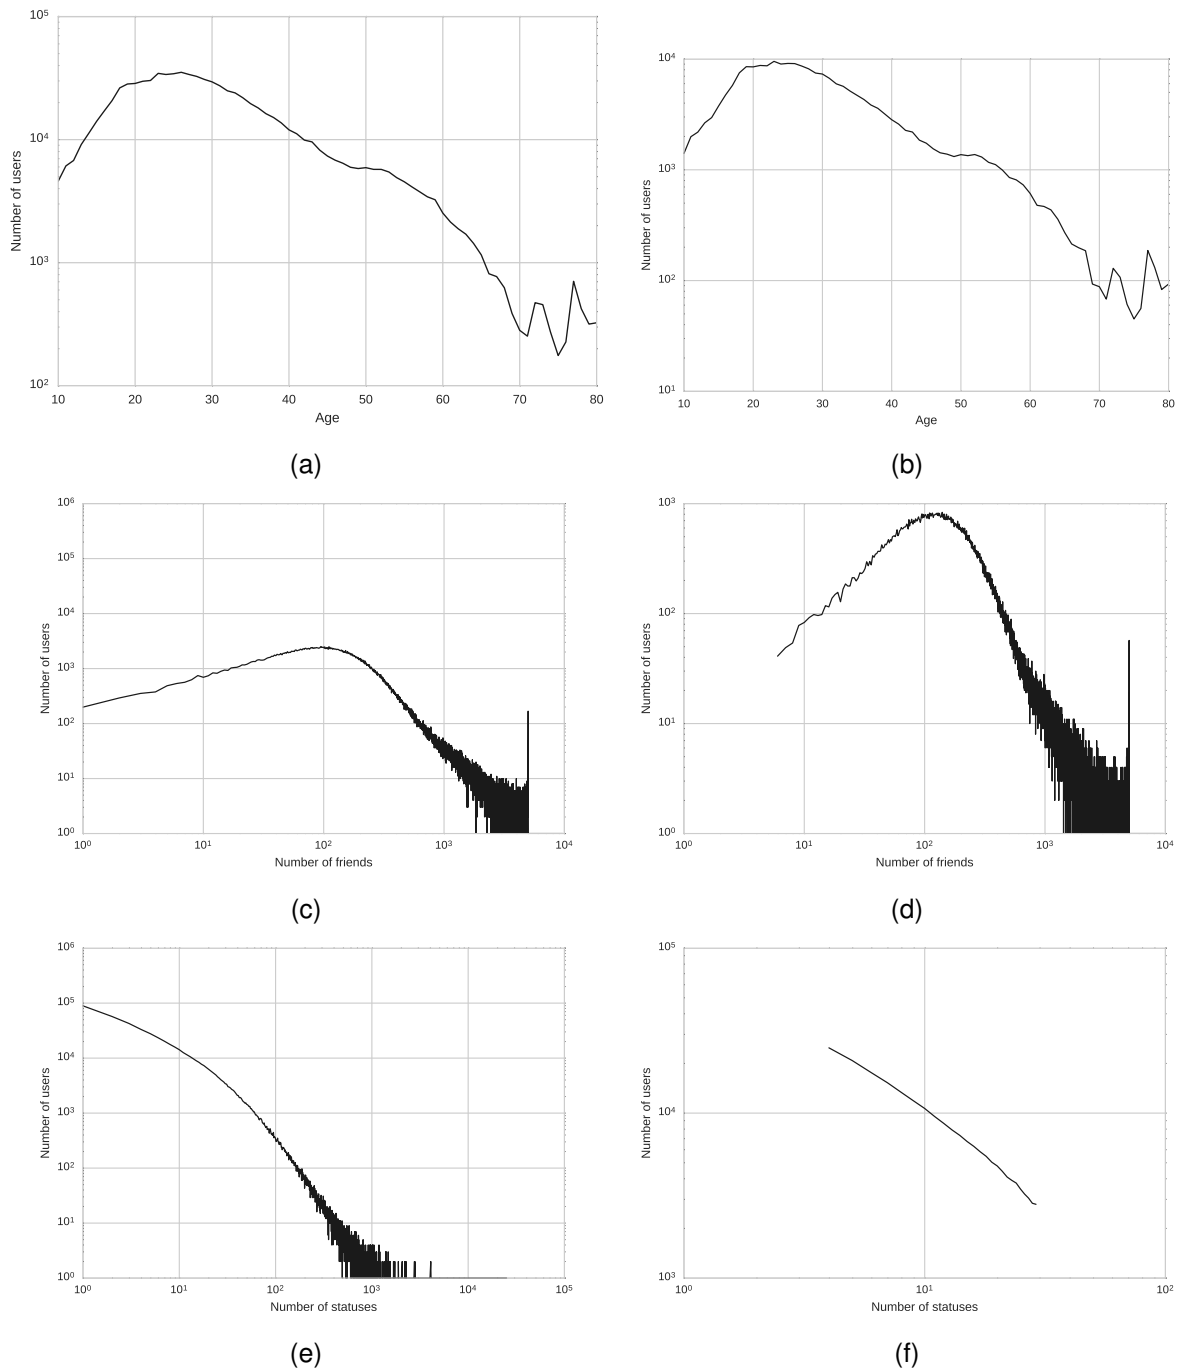 10⁵
10⁴
10³
10²
Number of users
10 20 30 40 50 60 70 80
Age
(a)
10⁴
10³
10²
10¹
Number of users
10 20 30 40 50 60 70 80
Age
(b)
10⁶
10⁵
10⁴
10³
10²
10¹
10⁰
Number of users
10⁰ 10¹ 10² 10³ 10⁴
Number of friends
(c)
10³
10²
10¹
10⁰
Number of users
10⁰ 10¹ 10² 10³ 10⁴
Number of friends
(d)
10⁶
10⁵
10⁴
10³
10²
10¹
10⁰
Number of users
10⁰ 10¹ 10² 10³ 10⁴ 10⁵
Number of statuses
(e)
10⁵
10⁴
10³
Number of users
10⁰ 10¹ 10²
Number of statuses
(f)